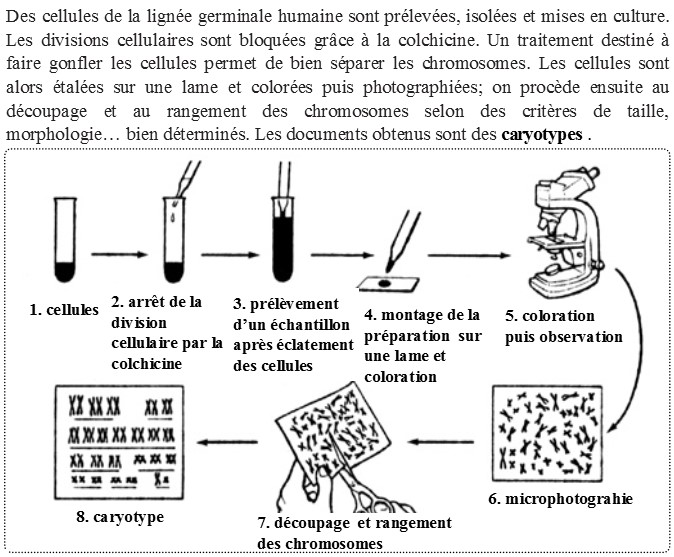 Des cellules de la lignée germinale humaine sont prélevées, isolées et mises en culture.
Les divisions cellulaires sont bloquées grâce à la colchicine. Un traitement destiné à
faire gonfler les cellules permet de bien séparer les chromosomes. Les cellules sont
alors étalées sur une lame et colorées puis photographiées; on procède ensuite au
découpage et au rangement des chromosomes selon des critères de taille,
morphologie… bien déterminés. Les documents obtenus sont des caryotypes .
1. cellules
2. arrêt de la
division
cellulaire par la
colchicine
3. prélèvement
d'un échantillon
après éclatement
des cellules
4. montage de la
préparation sur
une lame et
coloration
5. coloration
puis observation
6. microphotograhie
7. découpage et rangement
des chromosomes
8. caryotype